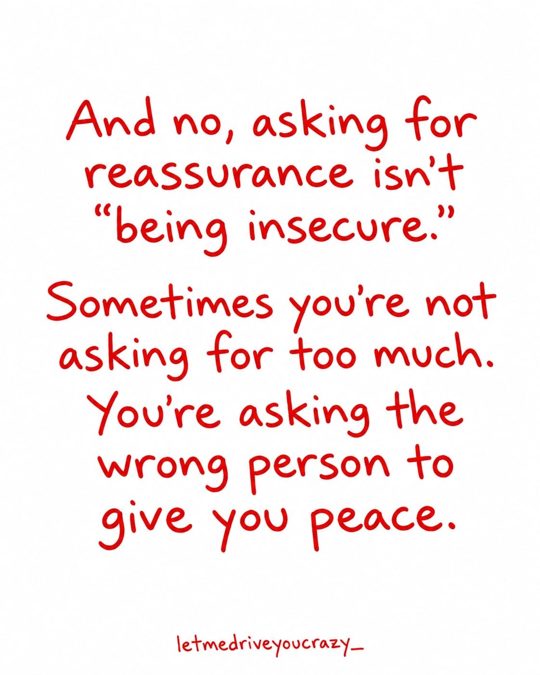 And no, asking for
reassurance isn't
“being insecure.”
Sometimes you're not
asking for too much.
You're asking the
wrong person to
give you peace.
letmedriveyoucrazy_